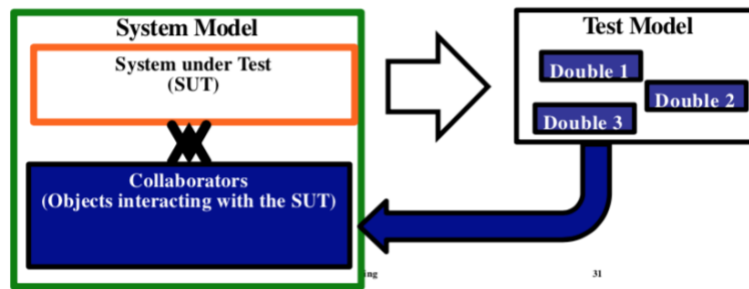 System Model
System under Test
(SUT)
Collaborators
(Objects interacting with the SUT)
Test Model
Double 1
Double 2
Double 3
ing
31